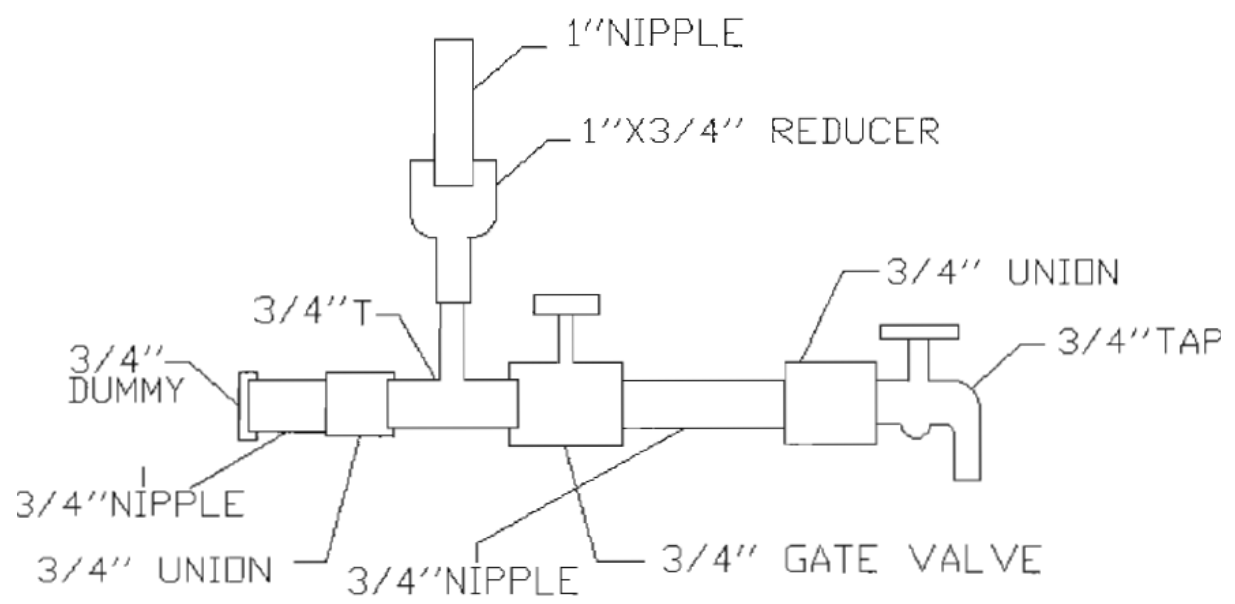 1"NIPPLE
1"X3/4" REDUCER
3/4" UNION
3/4"T
3/4"TAP
3/4"
DUMMY
3/4"NIPPLE
3/4" UNION
3/4"NIPPLE
3/4" GATE VALVE